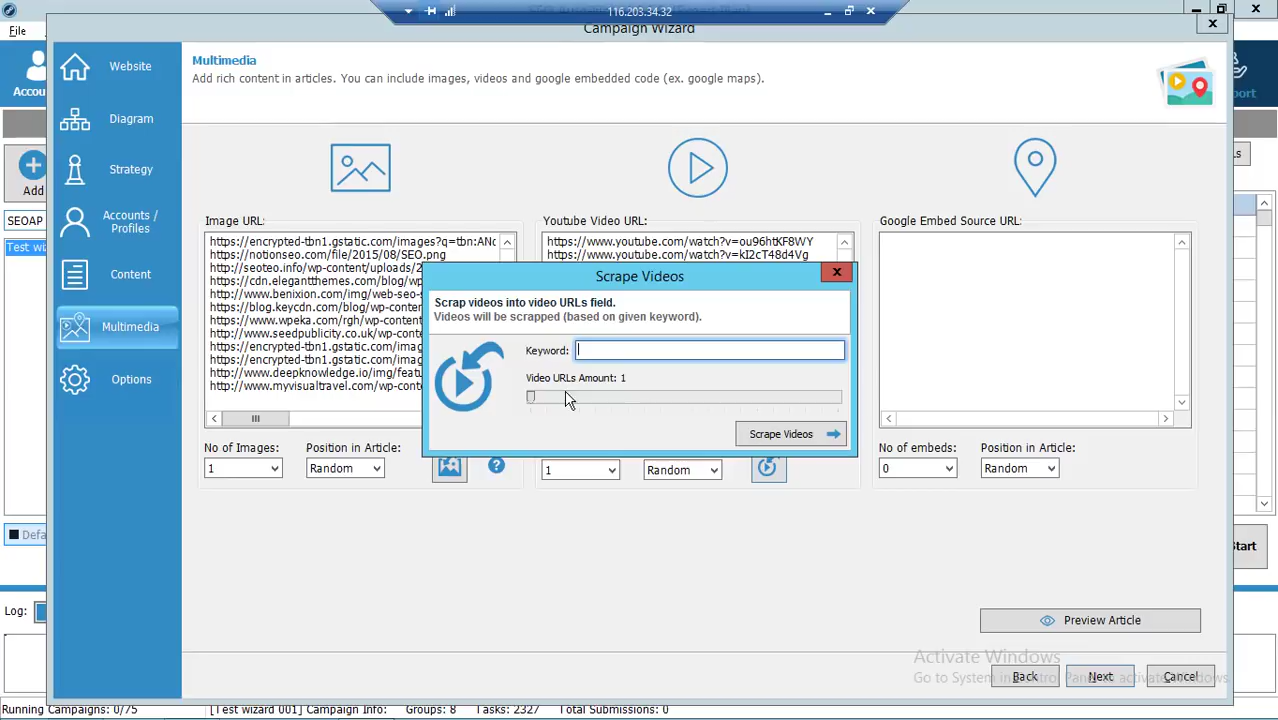 116.203.34.32
Campaign Wizard
File
Website
Diagram
Strategy
Accounts /
Profiles
Content
Multimedia
Options
Multimedia
Add rich content in articles. You can include images, videos and google embedded code (ex. google maps).
Accou
port
Add
SEOAP
Test wi
Defa
Image URL:
https://encrypted-tbn1.gstatic.com/images?q=tbn:ANc
https://notionseo.com/file/2015/08/SEO.png
http://seoteo.info/wp-content/uploads/2
https://cdn.elegantthemes.com/blog/wp
http://www.benixion.com/img/web-seo-
https://blog.keycdn.com/blog/wp-conte
https://www.wpeka.com/rgh/wp-conten
http://www.seedpublicity.co.uk/wp-cont
https://encrypted-tbn1.gstatic.com/imag
https://encrypted-tbn1.gstatic.com/imag
http://www.deepknowledge.io/img/featu
http://www.myvisualtravel.com/wp-cont
No of Images:
Position in Article:
1
Random
Youtube Video URL:
https://www.youtube.com/watch?v=ou96htKF8WY
https://www.youtube.com/watch?v=kI2cT48d4Vg
1
Random
Google Embed Source URL:
No of embeds:
Position in Article:
0
Random
Scrape Videos
Scrap videos into video URLs field.
Videos will be scrapped (based on given keyword).
Keyword:
Video URLs Amount: 1
Scrape Videos
Start
Log:
Preview Article
Activate Windows
Go to System in Control Panel to activate Windows.
Back
Next
Cancel
Running Campaigns: 0/75
[Test wizard 001] Campaign Info:
Groups: 8
Tasks: 2327
Total Submissions: 0